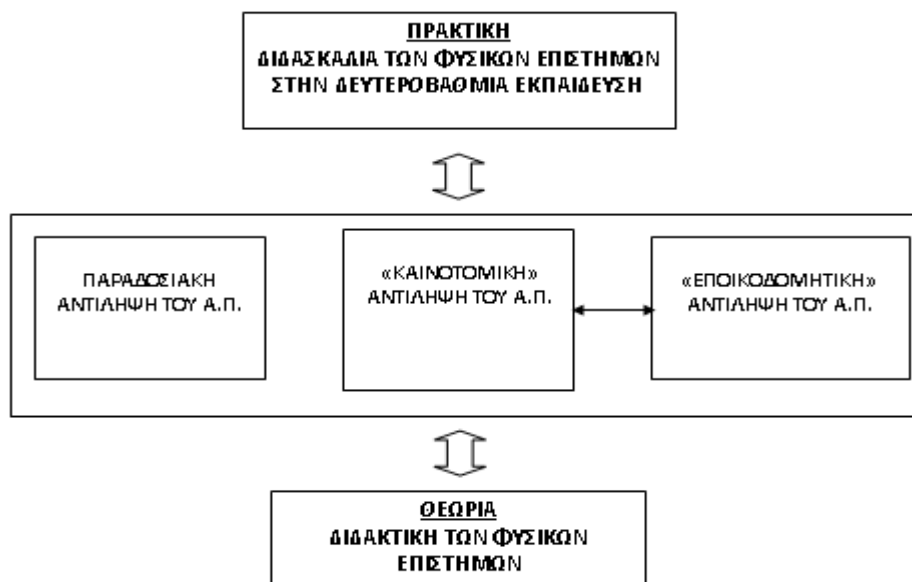 ΠΡΑΚΤΙΚΗ
ΔΙΔΑΣΚΑΔΙΑ ΤΩΝ ΦΥΣΙΚΩΝ ΕΠΙΣΤΗΜΩΝ
ΣΤΗΝ ΔΕΥΤΕΡΟΒΑΘΜΙΑ ΕΚΠΑΙΔΕΥΣΗ
ΠΑΡΑΔΟΣΙΑΚΗ
ΑΝΤΙΛΗΨΗ ΤΟΥ Α.Π.
«ΚΑΙΝΟΤΟΜΙΚΗ»
ΑΝΤΙΛΗΨΗ ΤΟΥ Α.Π.
«ΕΠΟΙΚΟΔΟΜΗΤΙΚΗ»
ΑΝΤΙΛΗΨΗ ΤΟΥ Α.Π.
ΘΕΩΡΙΑ
ΔΙΔΑΚΤΙΚΗ ΤΩΝ ΦΥΣΙΚΩΝ
ΕΠΙΣΤΗΜΩΝ